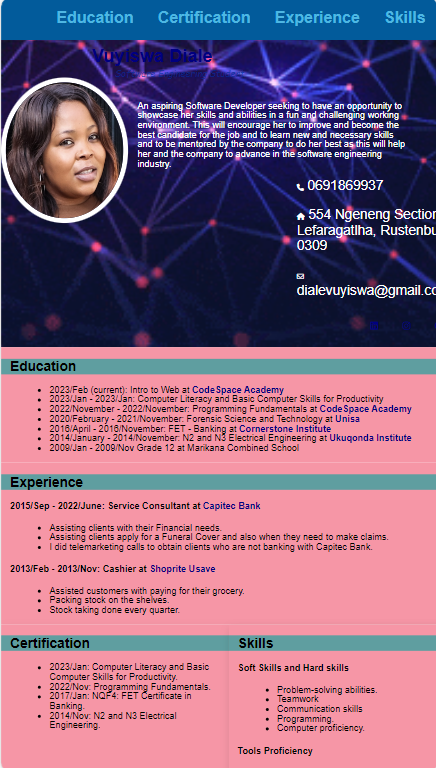 Education Certification Experience Skills
Vuyiswa Diale
An aspiring Software Developer seeking to have an opportunity to
showcase her skills and abilities in a fun and challenging working
environment. This will encourage her to improve and become the
best candidate for the job and to learn new and necessary skills
and to be mentored by the company to do her best as this will help
her and the company to advance in the software engineering
industry.
0691869937
554 Ngeneng Section
Lefaragatlha, Rustenbu
0309
dialevuyiswa@gmail.co
Education
2023/Feb (current): Intro to Web at CodeSpace Academy
2023/Jan - 2023/Jan: Computer Literacy and Basic Computer Skills for Productivity
2022/November - 2022/November: Programming Fundamentals at CodeSpace Academy
2020/February - 2021/November: Forensic Science and Technology at Unisa
2016/April - 2016/November: FET - Banking at Cornerstone Institute
2014/January - 2014/November: N2 and N3 Electrical Engineering at Ukuqonda Institute
2009/Jan - 2009/Nov Grade 12 at Marikana Combined School
Experience
2015/Sep - 2022/June: Service Consultant at Capitec Bank
Assisting clients with their Financial needs.
Assisting clients apply for a Funeral Cover and also when they need to make claims.
I did telemarketing calls to obtain clients who are not banking with Capitec Bank.
2013/Feb - 2013/Nov: Cashier at Shoprite Usave
Assisted customers with paying for their grocery.
Packing stock on the shelves.
Stock taking done every quarter.
Certification
2023/Jan: Computer Literacy and Basic
Computer Skills for Productivity.
2022/Nov: Programming Fundamentals.
2017/Jan: NQF4: FET Certificate in
Banking.
2014/Nov: N2 and N3 Electrical
Engineering.
Skills
Soft Skills and Hard skills
Problem-solving abilities.
Teamwork
Communication skills
Programming.
Computer proficiency.
Tools Proficiency